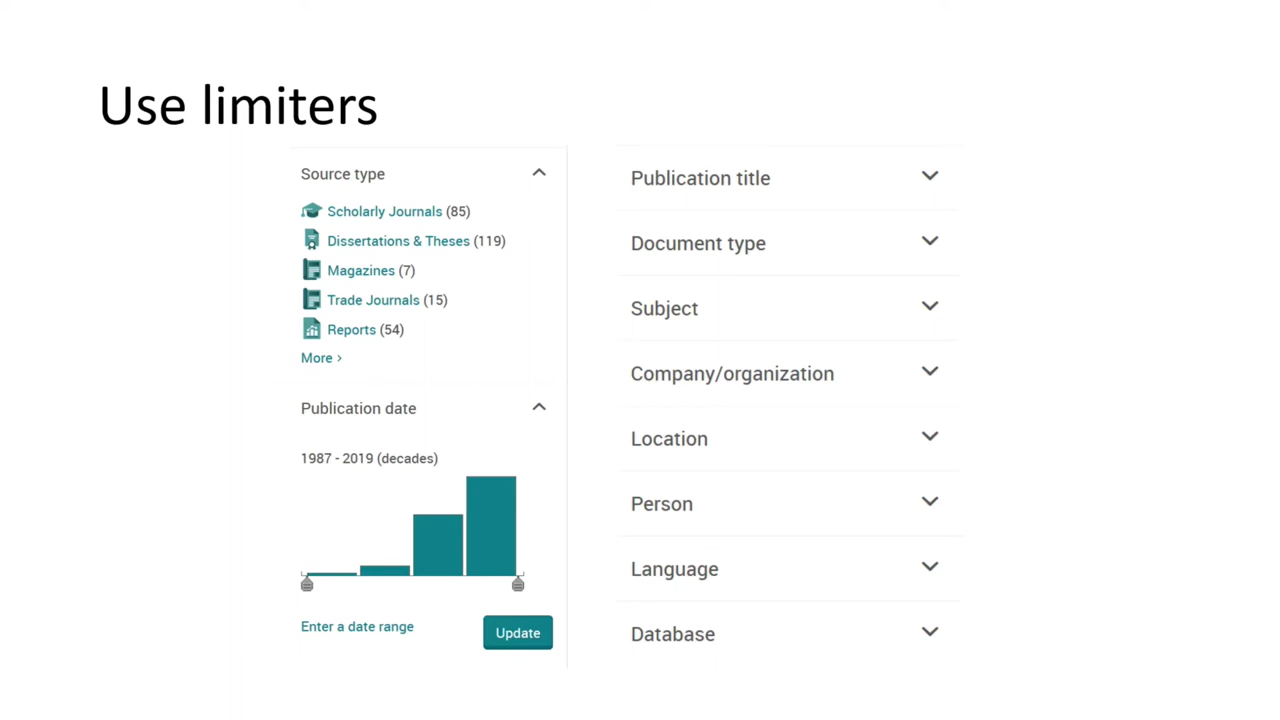 Use limiters
Source type
Scholarly Journals (85)
Dissertations & Theses (119)
Magazines (7)
Trade Journals (15)
Reports (54)
More ›
Publication date
1987 - 2019 (decades)
Enter a date range
Update
Publication title
Document type
Subject
Company/organization
Location
Person
Language
Database